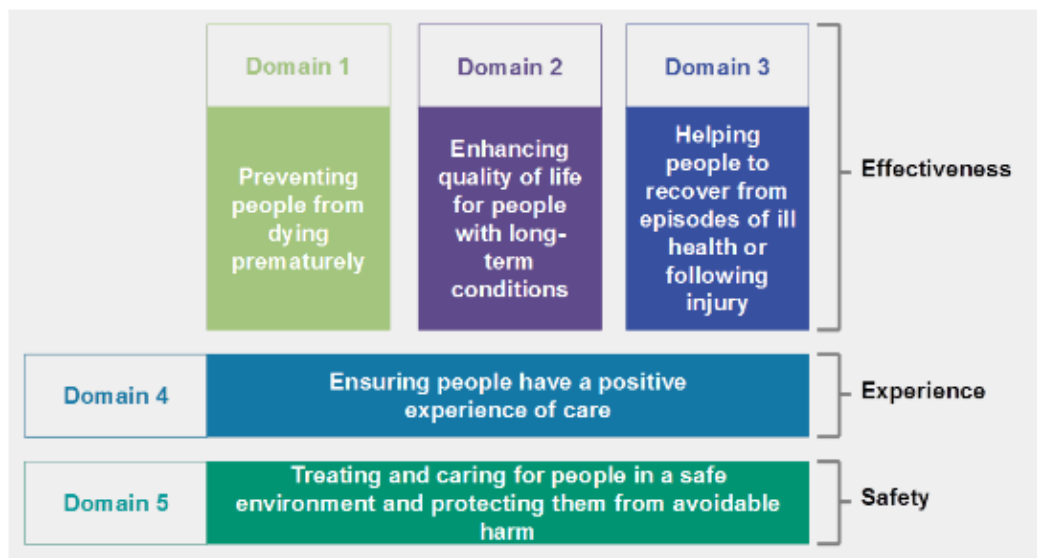 Domain 1
Preventing
people from
dying
prematurely
Domain 2
Enhancing
quality of life
for people
with long-
term
conditions
Domain 3
Helping
people to
recover from
episodes of ill
health or
following
injury
Effectiveness
Domain 4
Ensuring people have a positive
experience of care
Experience
Domain 5
Treating and caring for people in a safe
environment and protecting them from avoidable
harm
Safety